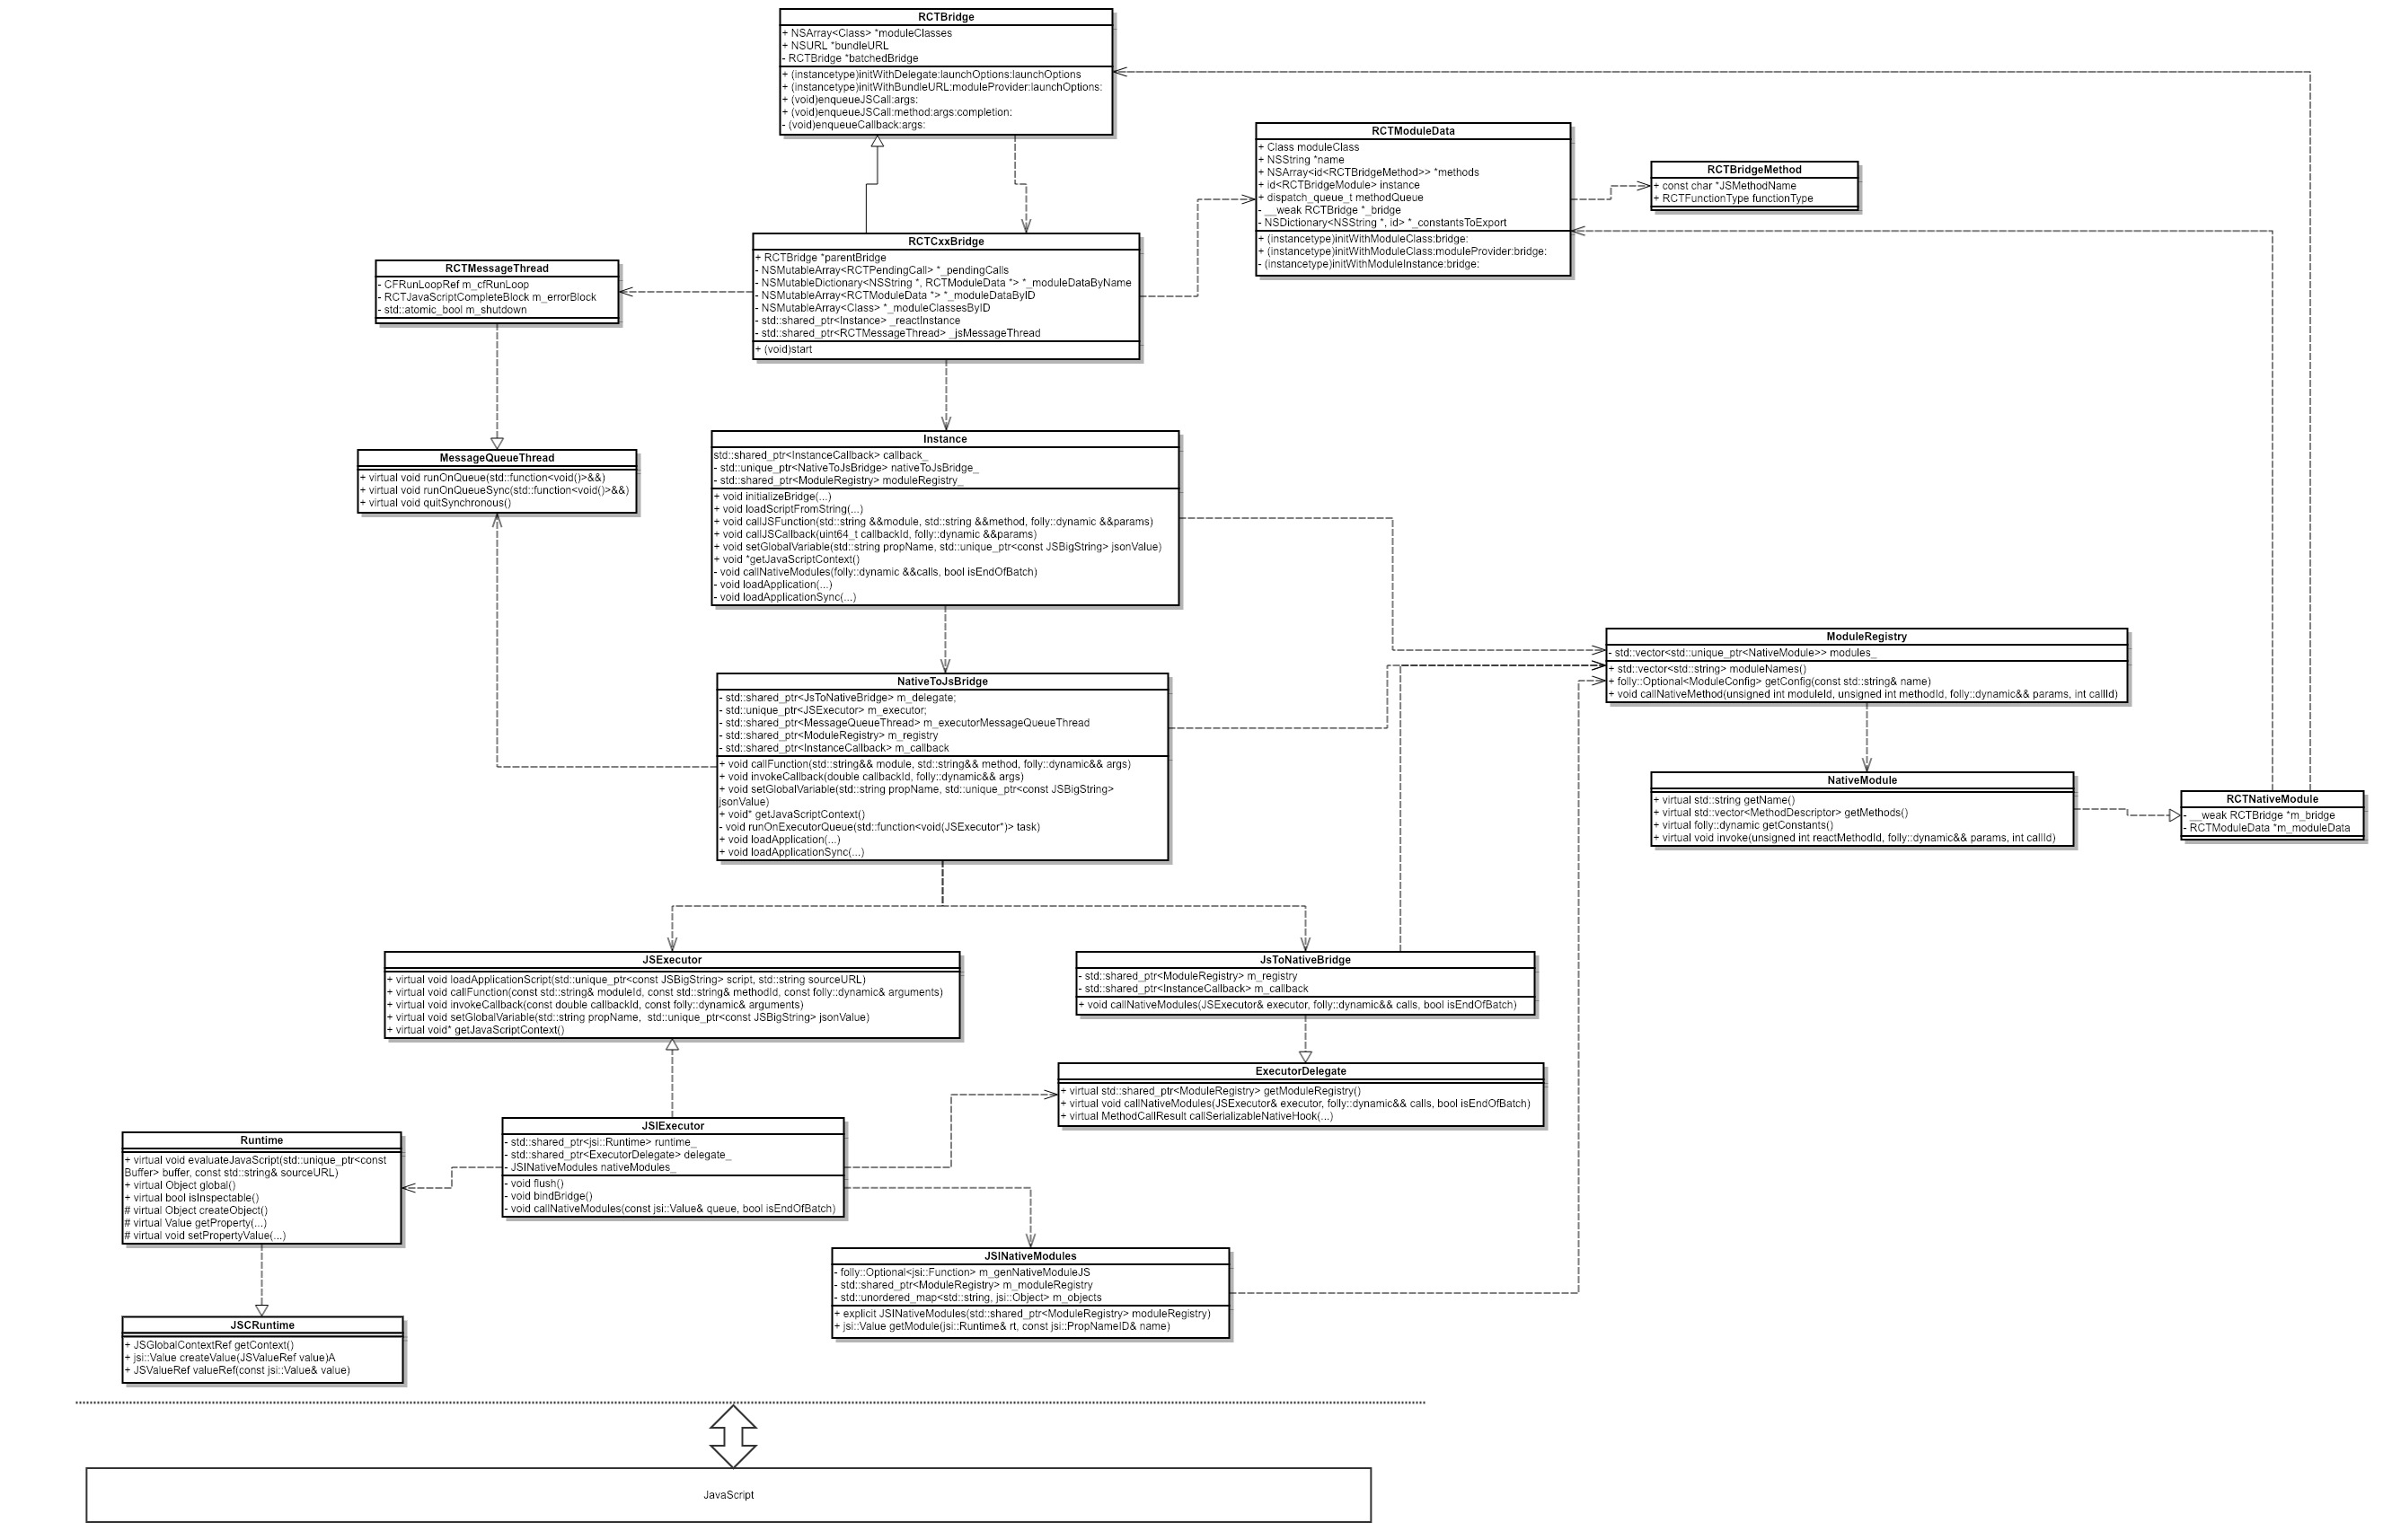 RCTBridge
+ NSArray<Class> *moduleClasses
+ NSURL *bundleURL
- RCTBridge *batchedBridge
+ (instancetype)initWithDelegate:launchOptions:launchOptions
+ (instancetype)initWithBundleURL:moduleProvider:launchOptions:
+ (void)enqueueJSCall:args:
+ (void)enqueueJSCall:method:args:completion:
- (void)enqueueCallback:args:
RCTModuleData
+ Class moduleClass
+ NSString *name
+ NSArray<id<RCTBridgeMethod>> *methods
+ id<RCTBridgeModule> instance
+ dispatch_queue_t methodQueue
- __weak RCTBridge *_bridge
- NSDictionary<NSString *, id> *_constantsToExport
+ (instancetype)initWithModuleClass:bridge:
+ (instancetype)initWithModuleClass:moduleProvider:bridge:
- (instancetype)initWithModuleInstance:bridge:
RCTBridgeMethod
+ const char *JSMethodName
+ RCTFunctionType functionType
RCTCxxBridge
+ RCTBridge *parentBridge
- NSMutableArray<RCTPendingCall> *_pendingCalls
- NSMutableDictionary<NSString *, RCTModuleData *> *_moduleDataByName
- NSMutableArray<RCTModuleData *> *_moduleDataByID
- NSMutableArray<Class> *_moduleClassesByID
- std::shared_ptr<Instance> _reactInstance
- std::shared_ptr<RCTMessageThread> _jsMessageThread
+ (void)start
RCTMessageThread
- CFRunLoopRef m_cfRunLoop
- RCTJavaScriptCompleteBlock m_errorBlock
- std::atomic_bool m_shutdown
MessageQueueThread
+ virtual void runOnQueue(std::function<void()>&&)
+ virtual void runOnQueueSync(std::function<void()>&&)
+ virtual void quitSynchronous()
Instance
std::shared_ptr<InstanceCallback> callback_
- std::unique_ptr<NativeToJsBridge> nativeToJsBridge_
- std::shared_ptr<ModuleRegistry> moduleRegistry_
+ void initializeBridge(...)
+ void loadScriptFromString(...)
+ void callJSFunction(std::string &&module, std::string &&method, folly::dynamic &&params)
+ void callJSCallback(uint64_t callbackId, folly::dynamic &&params)
+ void setGlobalVariable(std::string propName, std::unique_ptr<const JSBigString> jsonValue)
+ void *getJavaScriptContext()
- void callNativeModules(folly::dynamic &&calls, bool isEndOfBatch)
- void loadApplication(...)
- void loadApplicationSync(...)
ModuleRegistry
- std::vector<std::unique_ptr<NativeModule>> modules_
+ std::vector<std::string> moduleNames()
+ folly::Optional<ModuleConfig> getConfig(const std::string& name)
+ void callNativeMethod(unsigned int moduleId, unsigned int methodId, folly::dynamic&& params, int callId)
NativeToJsBridge
- std::shared_ptr<JsToNativeBridge> m_delegate;
- std::unique_ptr<JSExecutor> m_executor;
- std::shared_ptr<MessageQueueThread> m_executorMessageQueueThread
- std::shared_ptr<ModuleRegistry> m_registry
- std::shared_ptr<InstanceCallback> m_callback
+ void callFunction(std::string&& module, std::string&& method, folly::dynamic&& args)
+ void invokeCallback(double callbackId, folly::dynamic&& args)
+ void setGlobalVariable(std::string propName, std::unique_ptr<const JSBigString>
jsonValue)
+ void* getJavaScriptContext()
- void runOnExecutorQueue(std::function<void(JSExecutor*)> task)
+ void loadApplication(...)
+ void loadApplicationSync(...)
NativeModule
+ virtual std::string getName()
+ virtual std::vector<MethodDescriptor> getMethods()
+ virtual folly::dynamic getConstants()
+ virtual void invoke(unsigned int reactMethodId, folly::dynamic&& params, int callId)
RCTNativeModule
- __weak RCTBridge *m_bridge
- RCTModuleData *m_moduleData
JSExecutor
+ virtual void loadApplicationScript(std::unique_ptr<const JSBigString> script, std::string sourceURL)
+ virtual void callFunction(const std::string& moduleId, const std::string& methodId, const folly::dynamic& arguments)
+ virtual void invokeCallback(const double callbackId, const folly::dynamic& arguments)
+ virtual void setGlobalVariable(std::string propName,  std::unique_ptr<const JSBigString> jsonValue)
+ virtual void* getJavaScriptContext()
JsToNativeBridge
- std::shared_ptr<ModuleRegistry> m_registry
- std::shared_ptr<InstanceCallback> m_callback
+ void callNativeModules(JSExecutor& executor, folly::dynamic&& calls, bool isEndOfBatch)
ExecutorDelegate
+ virtual std::shared_ptr<ModuleRegistry> getModuleRegistry()
+ virtual void callNativeModules(JSExecutor& executor, folly::dynamic&& calls, bool isEndOfBatch)
+ virtual MethodCallResult callSerializableNativeHook(...)
JSIExecutor
- std::shared_ptr<jsi::Runtime> runtime_
- std::shared_ptr<ExecutorDelegate> delegate_
- JSINativeModules nativeModules_
- void flush()
- void bindBridge()
- void callNativeModules(const jsi::Value& queue, bool isEndOfBatch)
Runtime
+ virtual void evaluateJavaScript(std::unique_ptr<const
Buffer> buffer, const std::string& sourceURL)
+ virtual Object global()
+ virtual bool isInspectable()
# virtual Object createObject()
# virtual Value getProperty(...)
# virtual void setPropertyValue(...)
JSINativeModules
- folly::Optional<jsi::Function> m_genNativeModuleJS
- std::shared_ptr<ModuleRegistry> m_moduleRegistry
- std::unordered_map<std::string, jsi::Object> m_objects
+ explicit JSINativeModules(std::shared_ptr<ModuleRegistry> moduleRegistry)
+ jsi::Value getModule(jsi::Runtime& rt, const jsi::PropNameID& name)
JSCRuntime
+ JSGlobalContextRef getContext()
+ jsi::Value createValue(JSValueRef value)A
+ JSValueRef valueRef(const jsi::Value& value)
JavaScript